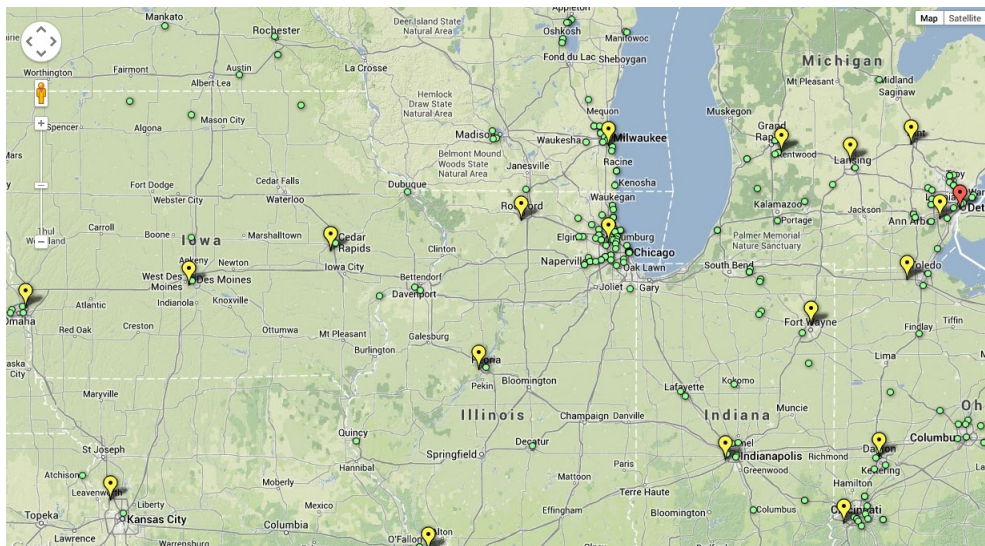 Map Satellite
Mankato
Rochester
Deer Island State
Natural Area
Appleton
Oshkosh
Manitowoc
Fond du Lac
Sheboygan
Michigan
Worthington
Fairmont
Albert Lea
Austin
La Crosse
Mt Pleasant
Midland
Saginaw
Hemlock
Draw State
Natural Area
Mequon
Muskegon
Spencer
Algona
Mason City
Madison
Waukesha
Milwaukee
Grand
Kentwood
Lansing
Belmont Mound
Woods State
Natural Area
Janesville
Racine
Kenosha
Fort Dodge
Webster City
Cedar Falls
Waterloo
Dubuque
Waukegan
Kalamazoo
Portage
Jackson
Ann Arbor
Carroll
Boone
Iowa
Marshalltown
Cedar
Rapids
Clinton
Elgin
Chicago
Palmer Memorial
Nature Sanctuary
Ankeny
Newton
West Des
Moines
Des Moines
Iowa City
Naperville
Oak Lawn
South Bend
Toledo
Atlantic
Indianola
Knoxville
Bettendorf
Davenport
Joliet
Gary
Omaha
Red Oak
Creston
Ottumwa
Mt Pleasant
Galesburg
Fort Wayne
Findlay
Tiffin
Burlington
Peoria
Lima
City
Maryville
Pekin
Bloomington
Lafayette
Kokomo
Illinois
Champaign
Danville
Indiana
Muncie
St Joseph
Quincy
Decatur
Columbus
Springfield
Hannibal
Indianapolis
Richmond
Dayton
Kettering
Atchison
Leavenworth
Moberly
Mattoon
Paris
Greenwood
Hamilton
Liberty
Mexico
Terre Haute
Topeka
Kansas City
Columbia
Effingham
Bloomington
Columbus
Cincinnati
Lawrence
Warrensburg
O'Fallon